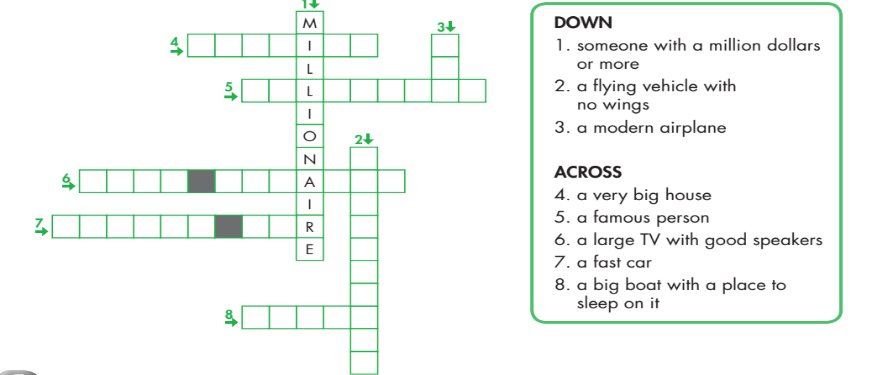 1
M
3
4
I
L
5
L
I
O
2
N
6
A
I
7
R
E
8
DOWN
1. someone with a million dollars
or more
2. a flying vehicle with
no wings
3. a modern airplane
ACROSS
4. a very big house
5. a famous person
6. a large TV with good speakers
7. a fast car
8. a big boat with a place to
sleep on it